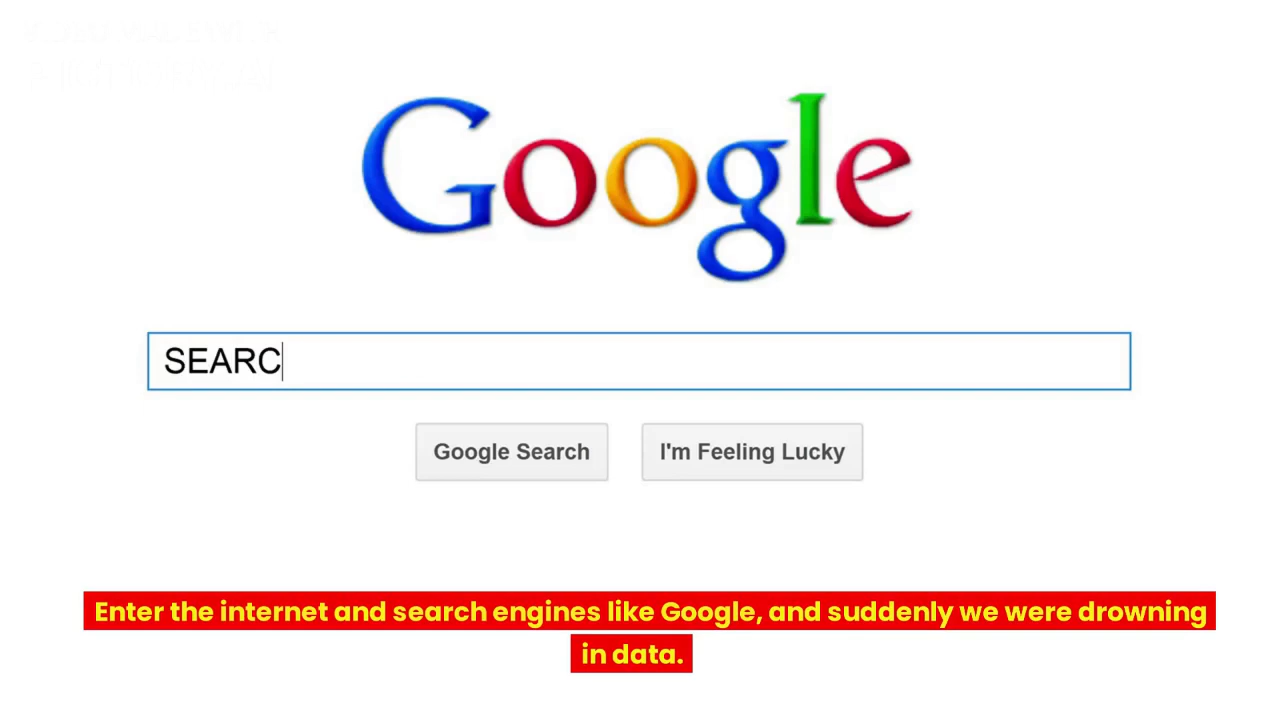 Google
SEARC
Google Search
I'm Feeling Lucky
Enter the internet and search engines like Google, and suddenly we were drowning
in data.